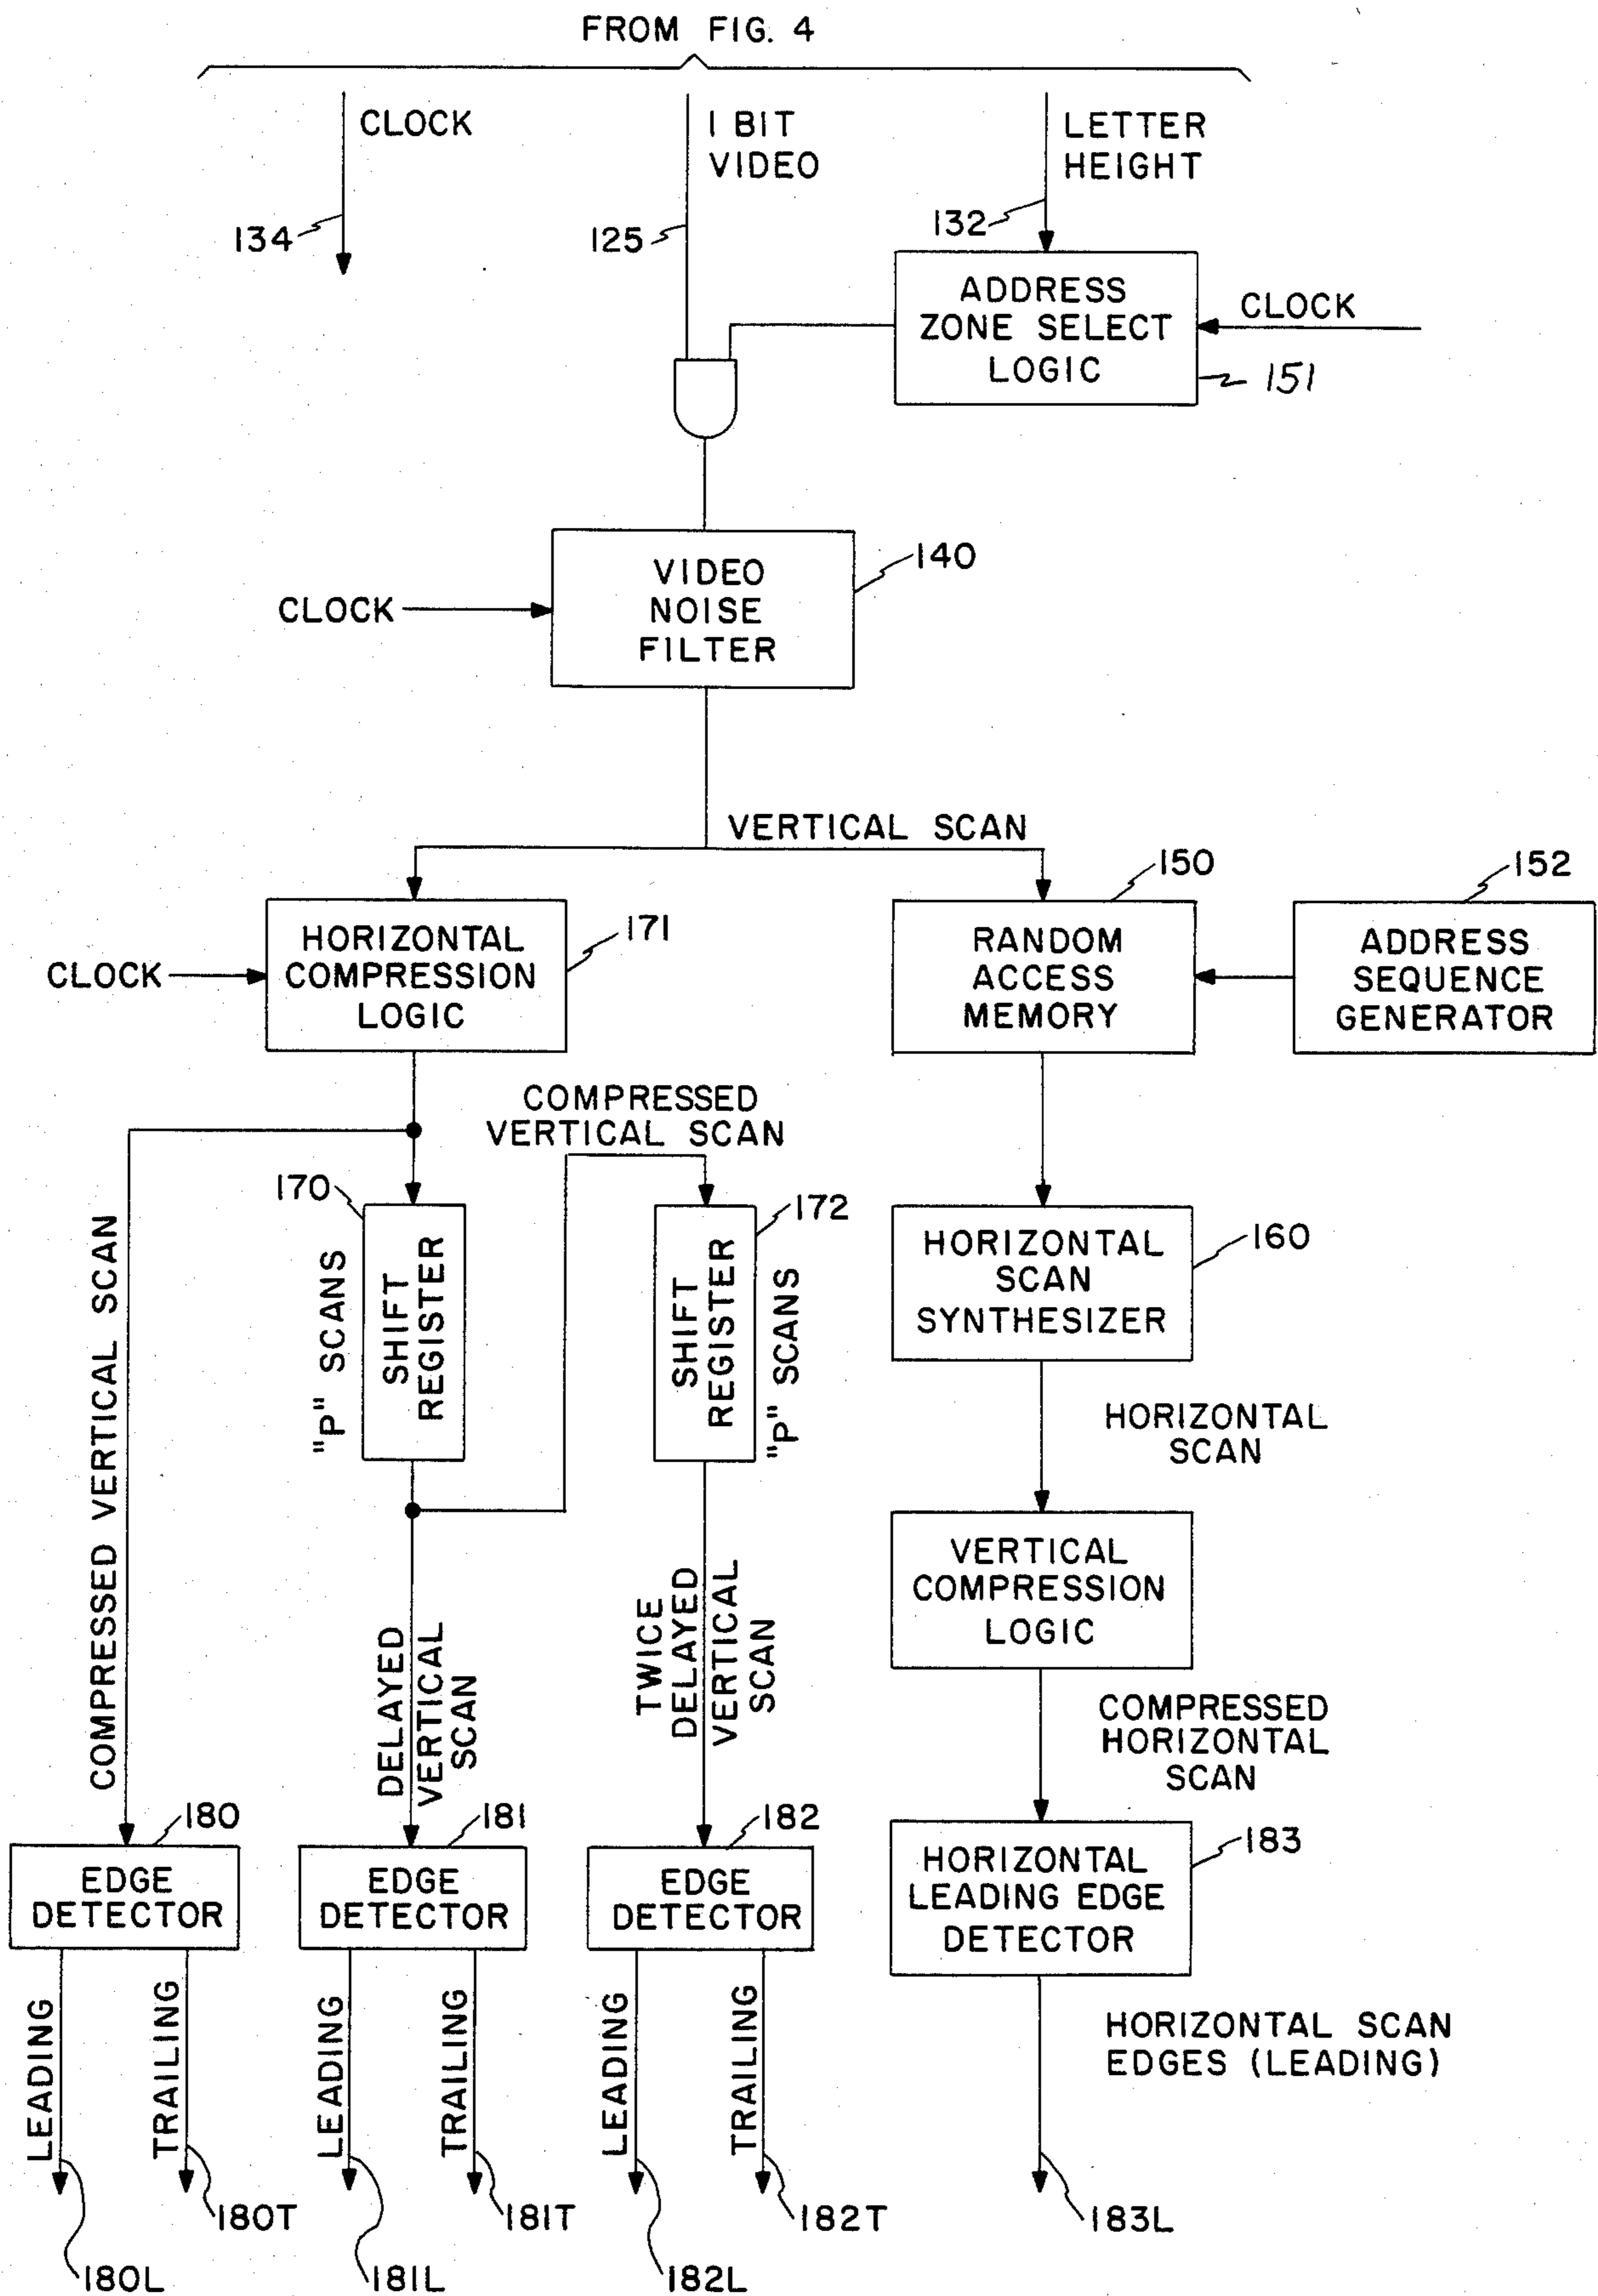 FROM FIG. 4
CLOCK
134
1 BIT
VIDEO
125
LETTER
HEIGHT
132
ADDRESS
ZONE SELECT
LOGIC
CLOCK
151
VIDEO
NOISE
FILTER
140
CLOCK
VERTICAL SCAN
HORIZONTAL
COMPRESSION
LOGIC
171
CLOCK
RANDOM
ACCESS
MEMORY
150
ADDRESS
SEQUENCE
GENERATOR
152
COMPRESSED
VERTICAL SCAN
COMPRESSED VERTICAL SCAN
170
"P" SCANS
SHIFT
REGISTER
SHIFT
REGISTER
172
"P" SCANS
HORIZONTAL
SCAN
SYNTHESIZER
160
HORIZONTAL
SCAN
VERTICAL
COMPRESSION
LOGIC
DELAYED
VERTICAL
SCAN
TWICE
DELAYED
VERTICAL
SCAN
COMPRESSED
HORIZONTAL
SCAN
EDGE
DETECTOR
180
EDGE
DETECTOR
181
EDGE
DETECTOR
182
HORIZONTAL
LEADING EDGE
DETECTOR
183
LEADING
TRAILING
LEADING
TRAILING
LEADING
TRAILING
HORIZONTAL SCAN
EDGES (LEADING)
180L
180T
181L
181T
182L
182T
183L